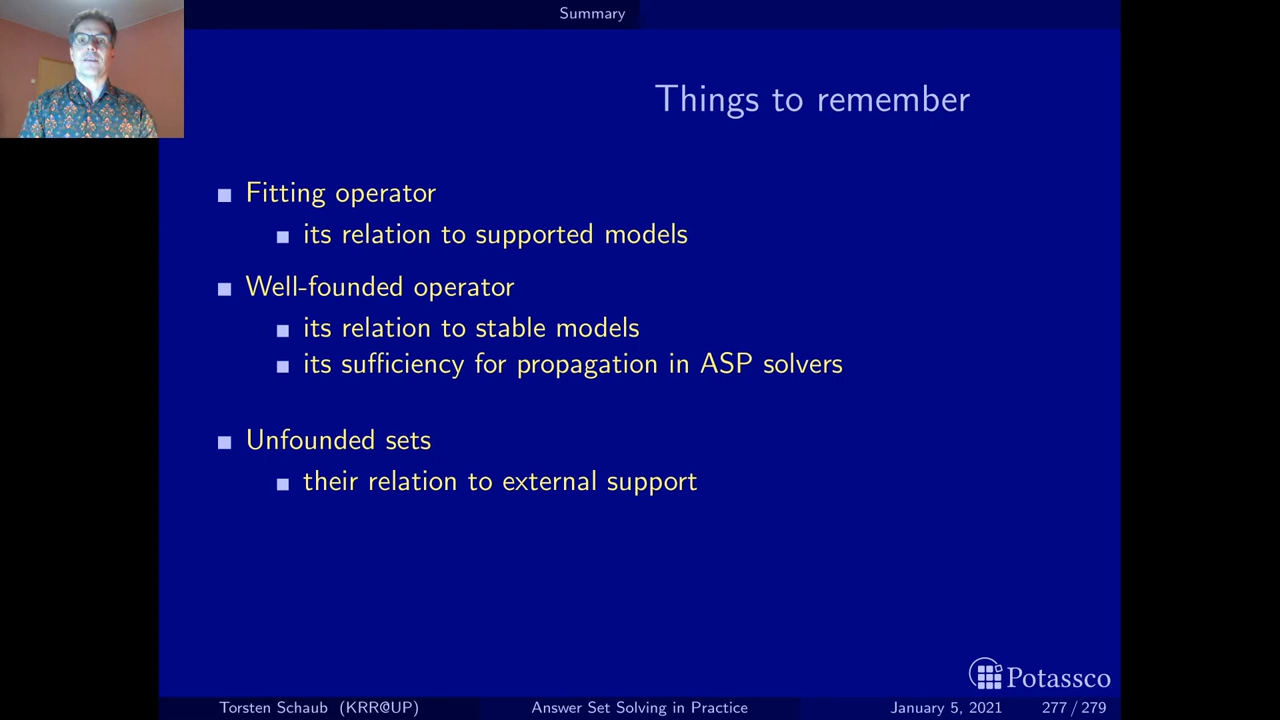 Summary
Things to remember
Fitting operator
its relation to supported models
Well-founded operator
its relation to stable models
its sufficiency for propagation in ASP solvers
Unfounded sets
their relation to external support
Potassco
Torsten Schaub (KRR@UP) Answer Set Solving in Practice January 5, 2021 277 / 279